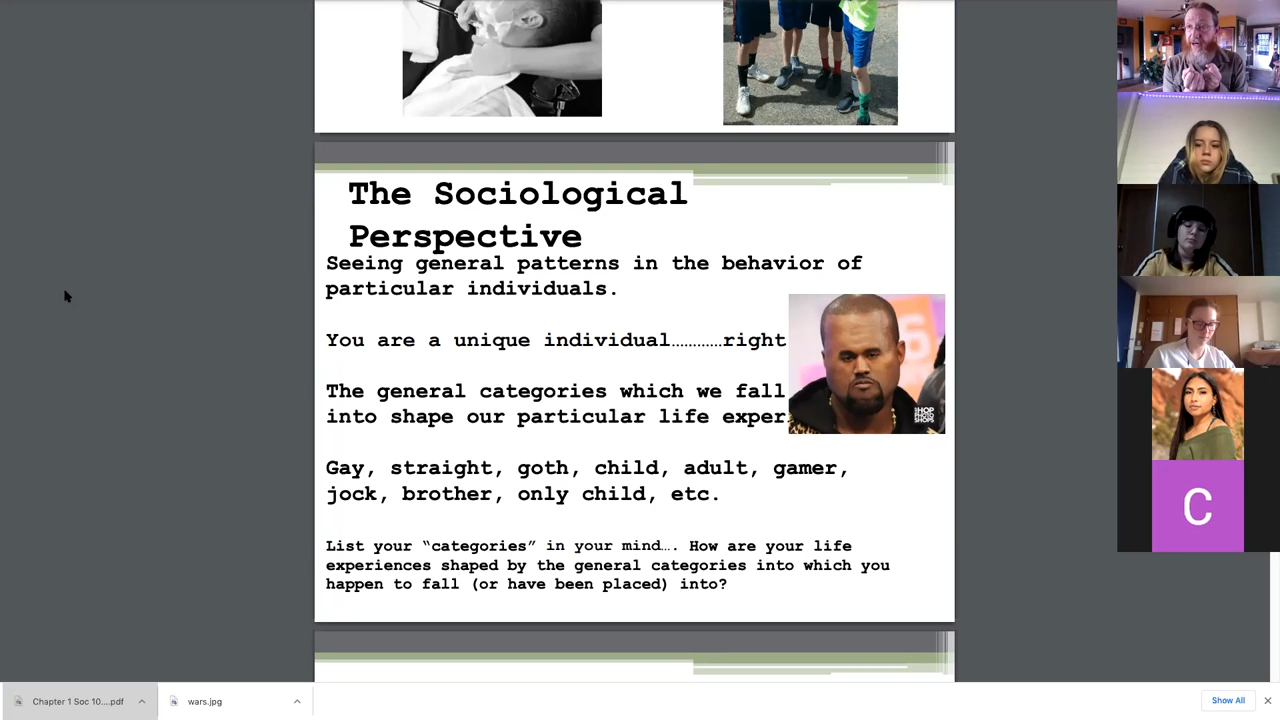 The Sociological
Perspective
Seeing general patterns in the behavior of
particular individuals.
You are a unique individual…………right
The general categories which we fall
into shape our particular life exper
Gay, straight, goth, child, adult, gamer,
jock, brother, only child, etc.
List your “categories” in your mind…. How are your life
experiences shaped by the general categories into which you
happen to fall (or have been placed) into?
SHOP
PHOTO
SHOPS
C
Chapter 1 Soc 10....pdf
wars.jpg
Show All